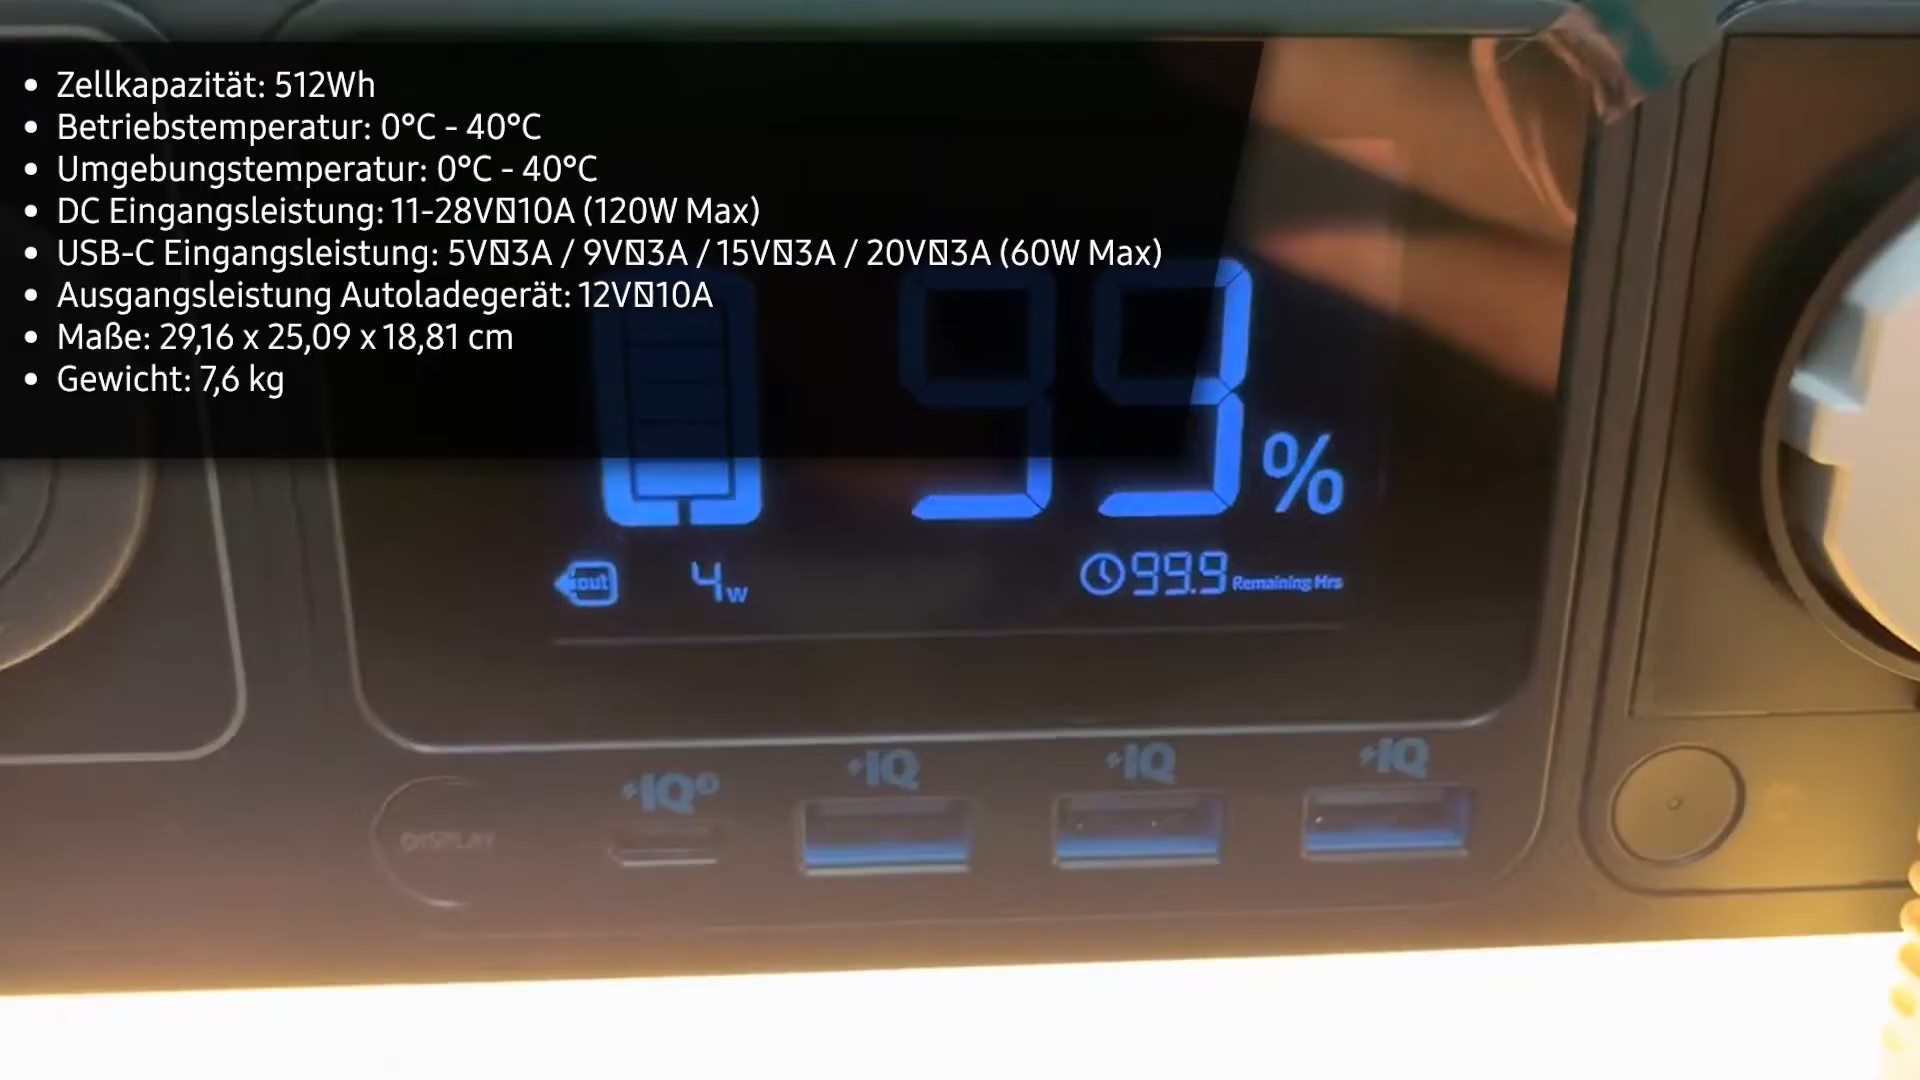 • Zellkapazität: 512Wh
• Betriebstemperatur: 0°C - 40°C
• Umgebungstemperatur: 0°C - 40°C
• DC Eingangsleistung: 11-28V⎓10A (120W Max)
• USB-C Eingangsleistung: 5V⎓3A / 9V⎓3A / 15V⎓3A / 20V⎓3A (60W Max)
• Ausgangsleistung Autoladegerät: 12V⎓10A
• Maße: 29,16 x 25,09 x 18,81 cm
• Gewicht: 7,6 kg
99%
out 4w 99.9 Remaining Hrs
IQ3 IQ IQ IQ
DISPLAY